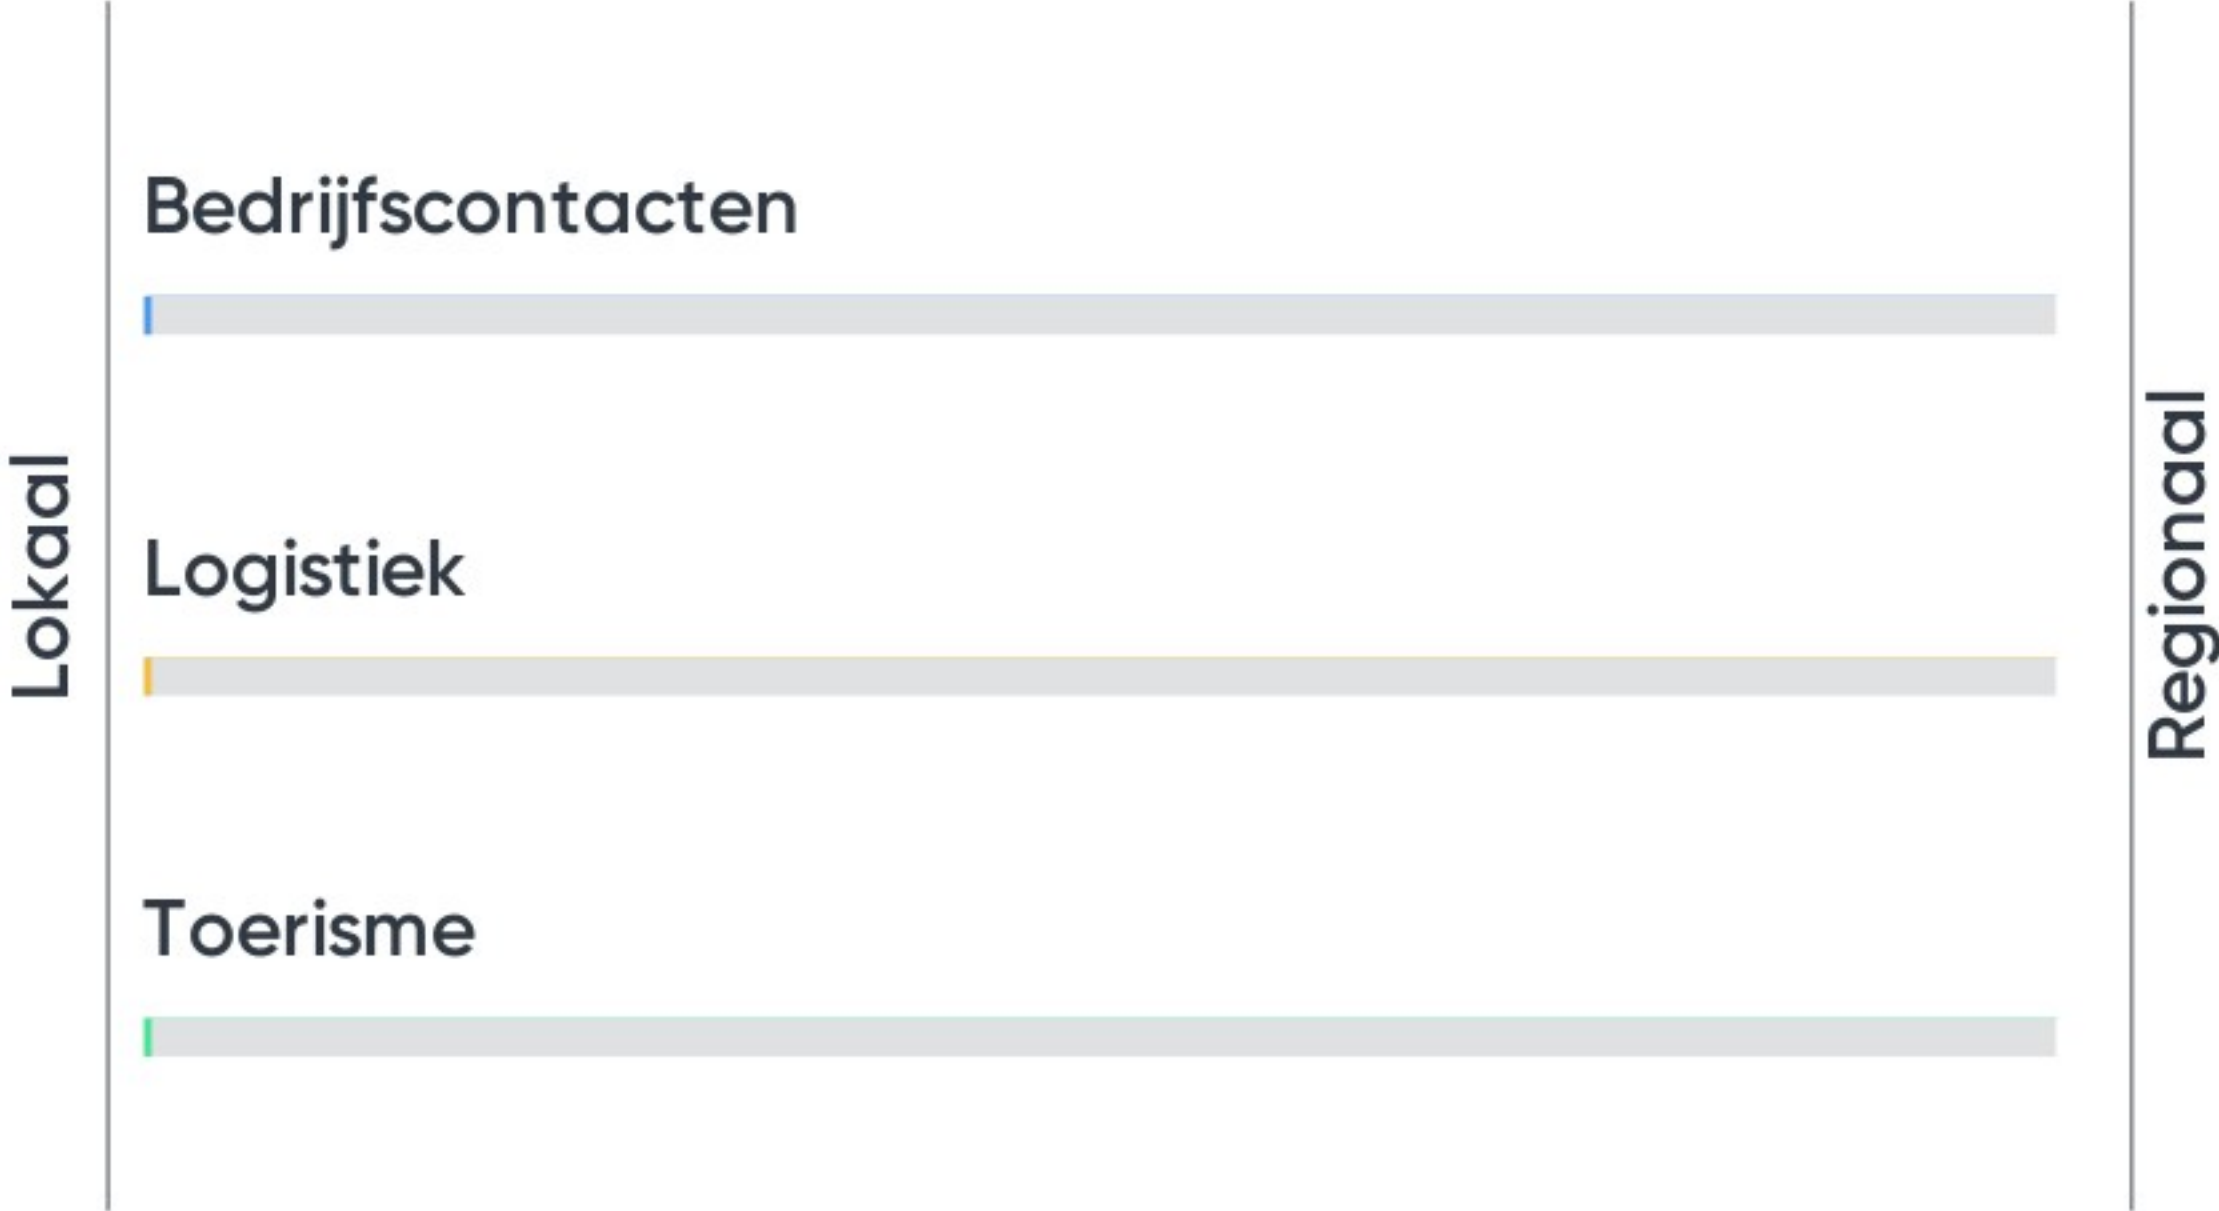 Lokaal
Bedrijfscontacten
Logistiek
Toerisme
Regionaal